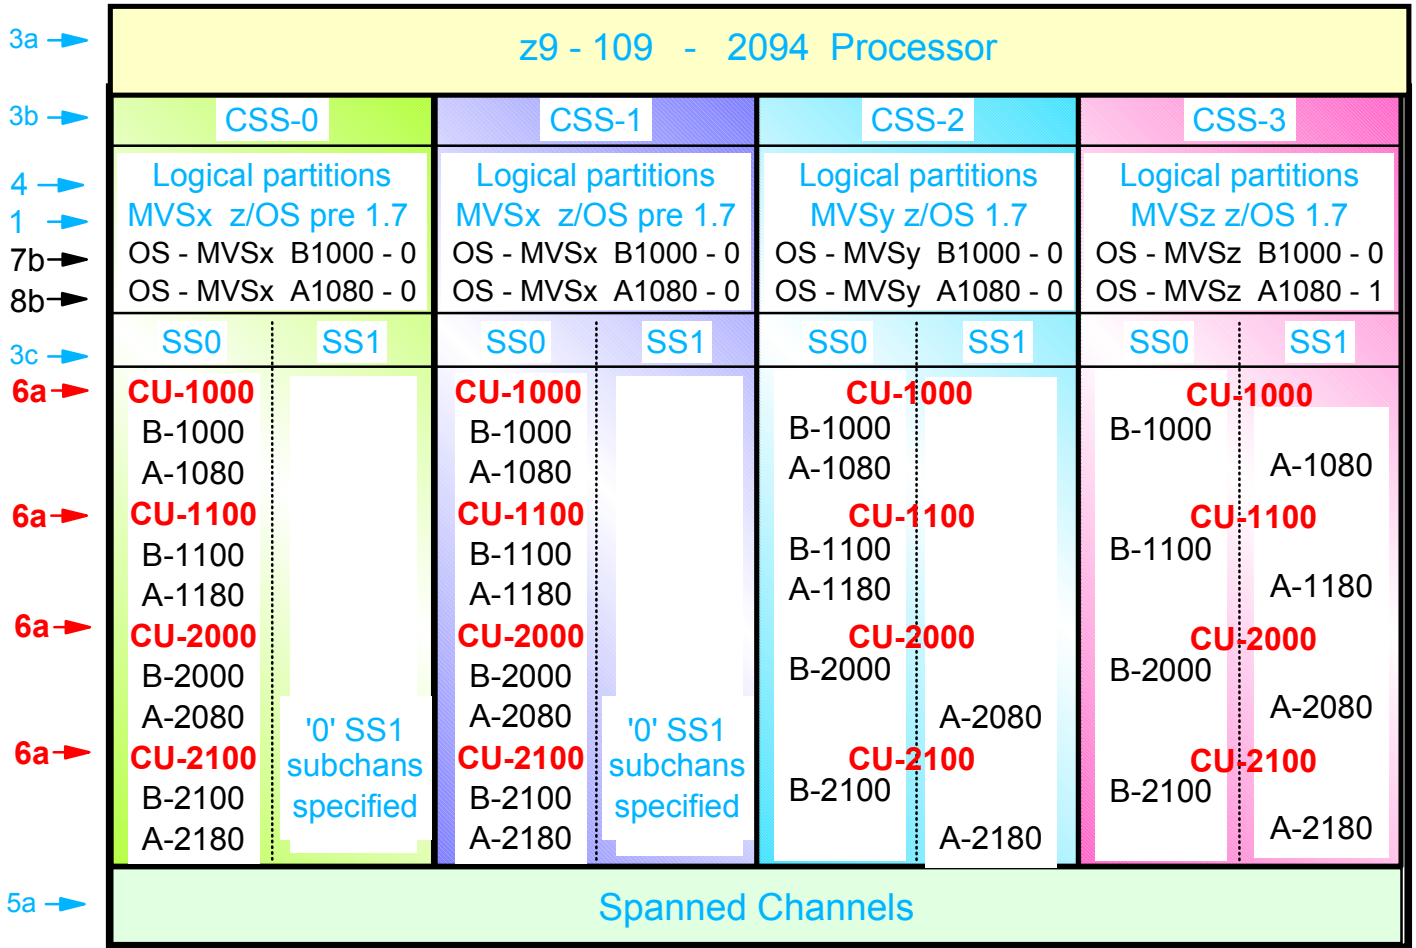 3a
z9 - 109 - 2094 Processor
3b
CSS-0
CSS-1
CSS-2
CSS-3
4
Logical partitions
Logical partitions
Logical partitions
Logical partitions
1
MVSx z/OS pre 1.7
MVSx z/OS pre 1.7
MVSy z/OS 1.7
MVSz z/OS 1.7
7b
OS - MVSx B1000 - 0
OS - MVSx B1000 - 0
OS - MVSy B1000 - 0
OS - MVSz B1000 - 0
8b
OS - MVSx A1080 - 0
OS - MVSx A1080 - 0
OS - MVSy A1080 - 0
OS - MVSz A1080 - 1
3c
SS0
SS1
SS0
SS1
SS0
SS1
SS0
SS1
6a
CU-1000
CU-1000
CU-1000
CU-1000
B-1000
B-1000
B-1000
B-1000
A-1080
A-1080
A-1080
A-1080
6a
CU-1100
CU-1100
CU-1100
CU-1100
B-1100
B-1100
B-1100
B-1100
A-1180
A-1180
A-1180
A-1180
6a
CU-2000
CU-2000
CU-2000
CU-2000
B-2000
B-2000
B-2000
B-2000
A-2080
A-2080
A-2080
A-2080
'0' SS1
subchans
specified
'0' SS1
subchans
specified
6a
CU-2100
CU-2100
CU-2100
CU-2100
B-2100
B-2100
B-2100
B-2100
A-2180
A-2180
A-2180
A-2180
5a
Spanned Channels